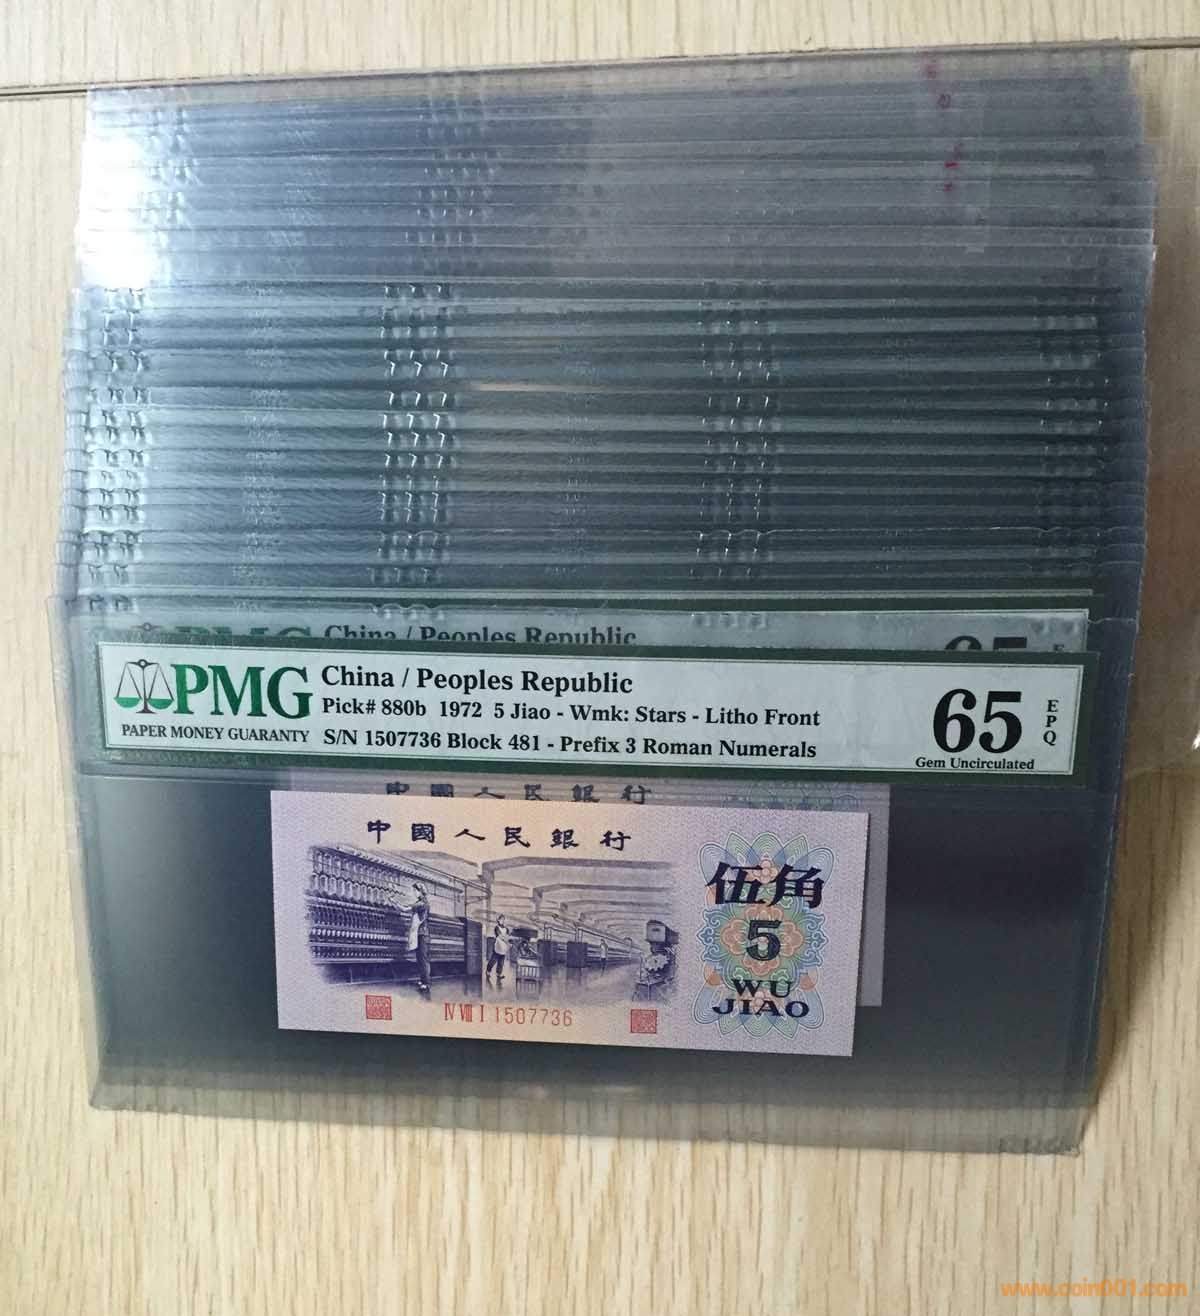 China / Peoples Republic
65
PMG
PAPER MONEY GUARANTY
China / Peoples Republic
Pick# 880b 1972 5 Jiao - Wmk: Stars - Litho Front
S/N 1507736 Block 481 - Prefix 3 Roman Numerals
65
EPQ
Gem Uncirculated
中國人民銀行
中國人民銀行
伍角
5
WU
JIAO
IV VIII I 1507736
www.coin001.com